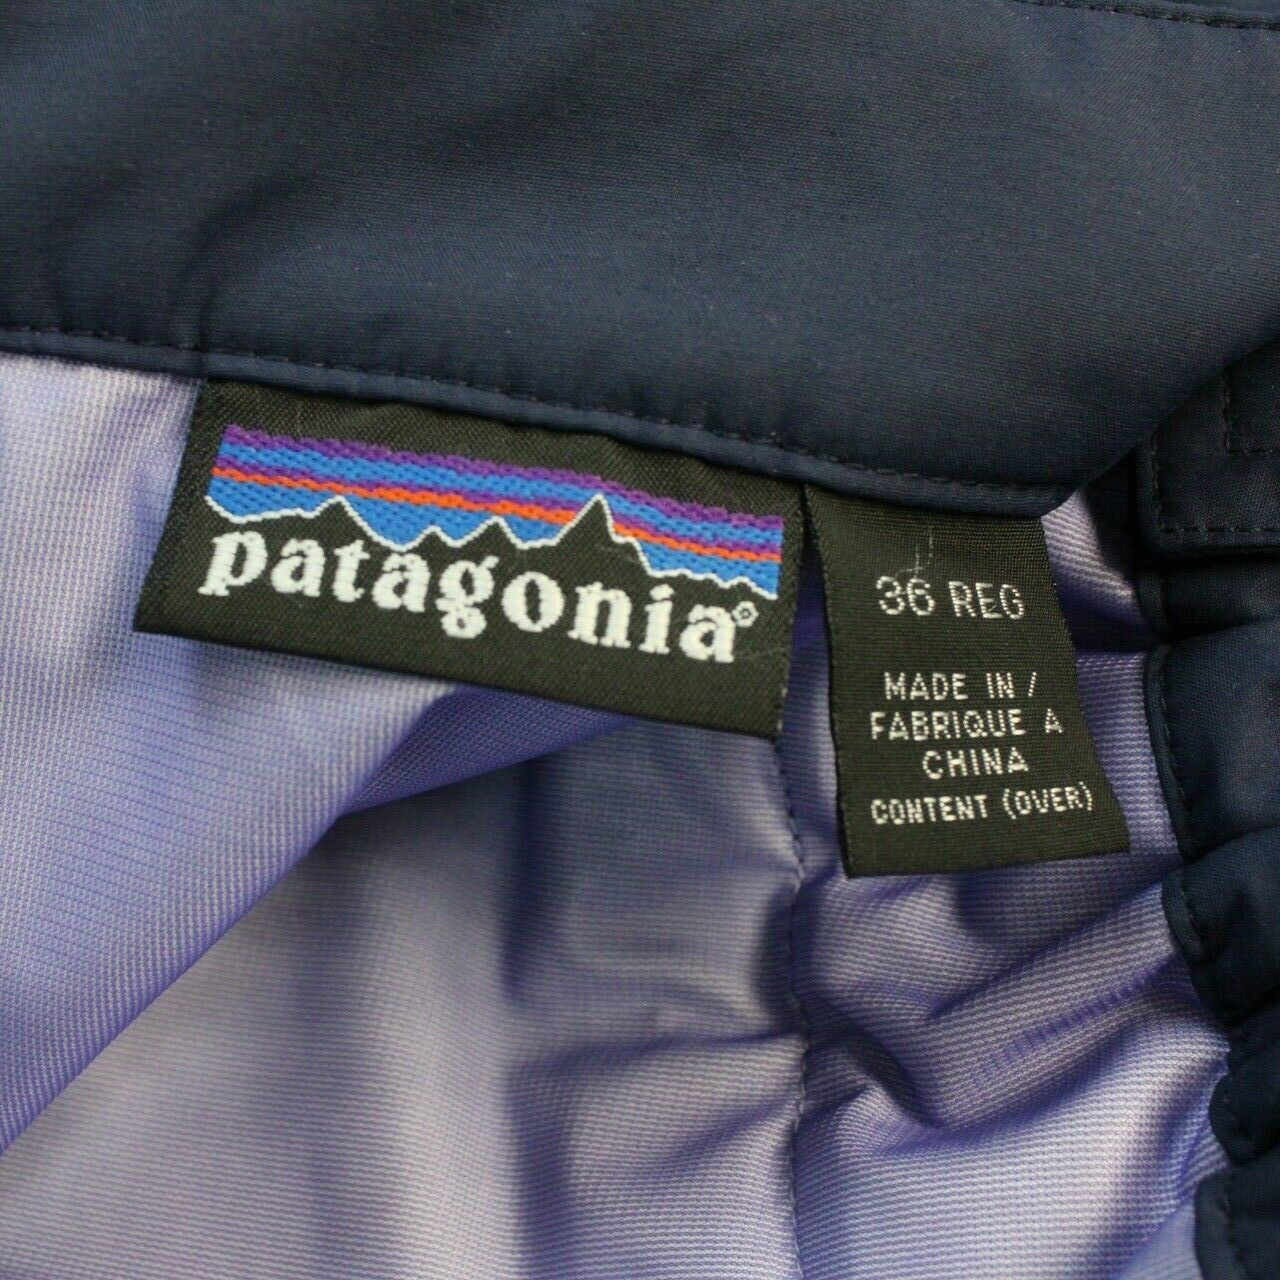 patagonia®
36 REG
MADE IN /
FABRIQUE A
CHINA
CONTENT (OVER)